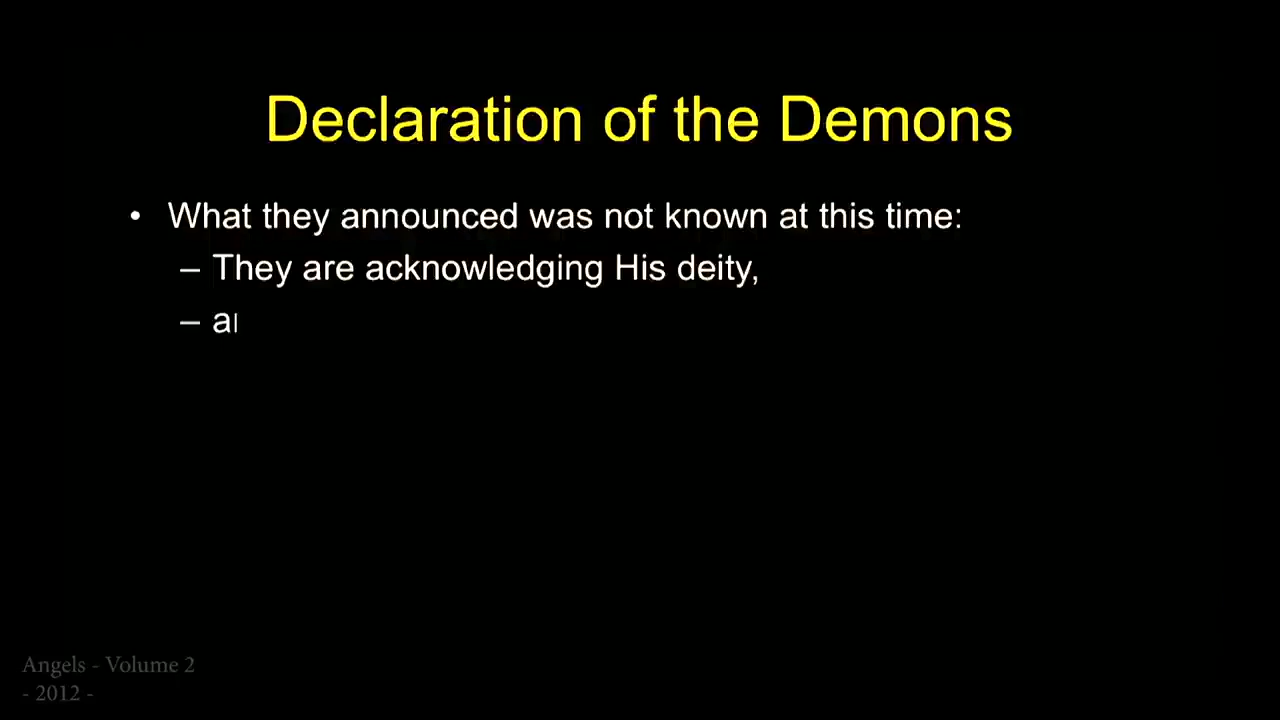 Declaration of the Demons
• What they announced was not known at this time:
– They are acknowledging His deity,
– a
Angels - Volume 2
- 2012 -